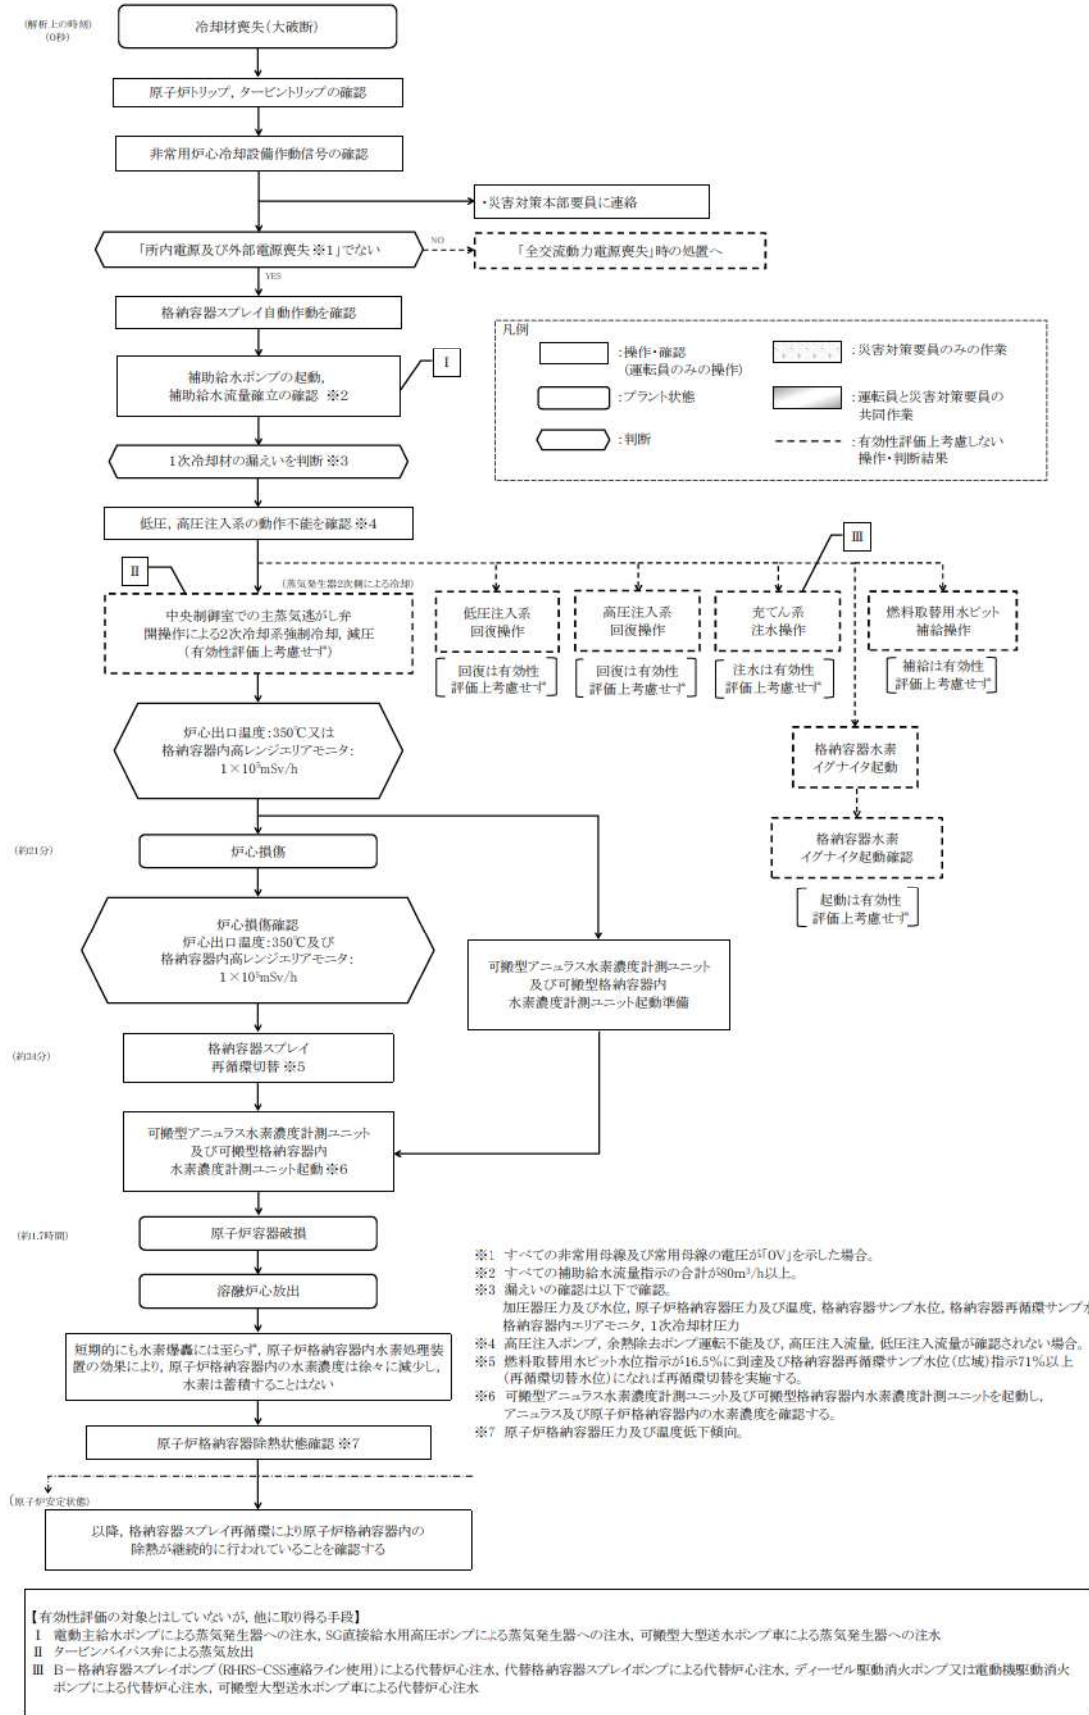 (解析上の時刻)
(0秒)
冷却材喪失(大破断)
原子炉トリップ, タービントリップの確認
非常用炉心冷却設備作動信号の確認
・災害対策本部要員に連絡
「所内電源及び外部電源喪失※1」でない
NO
「全交流動力電源喪失」時の処置へ
YES
格納容器スプレイ自動作動を確認
凡例
:操作・確認
(運転員のみの操作)
:プラント状態
:判断
:災害対策要員のみの作業
:運転員と災害対策要員の
共同作業
:有効性評価上考慮しない
操作・判断結果
補助給水ポンプの起動,
補助給水流量確立の確認 ※2
I
1次冷却材の漏えいを判断※3
低圧, 高圧注入系の動作不能を確認※4
II
III
(蒸気発生器2次側による冷却)
中央制御室での主蒸気逃がし弁
開操作による2次冷却系強制冷却, 減圧
(有効性評価上考慮せず)
低圧注入系
回復操作
回復は有効性
評価上考慮せず
高圧注入系
回復操作
回復は有効性
評価上考慮せず
充てん系
注水操作
注水は有効性
評価上考慮せず
燃料取替用水ピット
補給操作
補給は有効性
評価上考慮せず
炉心出口温度:350℃又は
格納容器内高レンジエリアモニタ:
1×10⁵mSv/h
格納容器水素
イグナイタ起動
格納容器水素
イグナイタ起動確認
起動は有効性
評価上考慮せず
(約21分)
炉心損傷
炉心損傷確認
炉心出口温度:350℃及び
格納容器内高レンジエリアモニタ:
1×10⁵mSv/h
可搬型アニュラス水素濃度計測ユニット
及び可搬型格納容器内
水素濃度計測ユニット起動準備
(約24分)
格納容器スプレイ
再循環切替 ※5
可搬型アニュラス水素濃度計測ユニット
及び可搬型格納容器内
水素濃度計測ユニット起動※6
(約1.7時間)
原子炉容器破損
溶融炉心放出
短期的にも水素爆轟には至らず, 原子炉格納容器内水素処理装
置の効果により, 原子炉格納容器内の水素濃度は徐々に減少し,
水素は蓄積することはない
原子炉格納容器除熱状態確認 ※7
(原子炉安定状態)
以降, 格納容器スプレイ再循環により原子炉格納容器内の
除熱が継続的に行われていることを確認する
※1 すべての非常用母線及び常用母線の電圧が「0V」を示した場合。
※2 すべての補助給水流量指示の合計が80m³/h以上。
※3 漏えいの確認は以下で確認。
加圧器圧力及び水位, 原子炉格納容器圧力及び温度, 格納容器サンプ水位, 格納容器再循環サンプ水
格納容器内エリアモニタ, 1次冷却材圧力
※4 高圧注入ポンプ, 余熱除去ポンプ運転不能及び, 高圧注入流量, 低圧注入流量が確認されない場合。
※5 燃料取替用水ピット水位指示が16.5%に到達及び格納容器再循環サンプ水位(広域)指示71%以上
(再循環切替水位)になれば再循環切替を実施する。
※6 可搬型アニュラス水素濃度計測ユニット及び可搬型格納容器内水素濃度計測ユニットを起動し,
アニュラス及び原子炉格納容器内の水素濃度を確認する。
※7 原子炉格納容器圧力及び温度低下傾向。
【有効性評価の対象とはしていないが, 他に取り得る手段】
I 電動主給水ポンプによる蒸気発生器への注水, SG直接給水用高圧ポンプによる蒸気発生器への注水, 可搬型大型送水ポンプ車による蒸気発生器への注水
II タービンバイパス弁による蒸気放出
III B-格納容器スプレイポンプ(RHRS-CSS連絡ライン使用)による代替炉心注水, 代替格納容器スプレイポンプによる代替炉心注水, ディーゼル駆動消火ポンプ又は電動機駆動消火
ポンプによる代替炉心注水, 可搬型大型送水ポンプ車による代替炉心注水